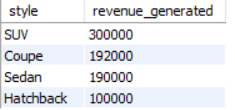 style revenue_generated
SUV 300000
Coupe 192000
Sedan 190000
Hatchback 100000